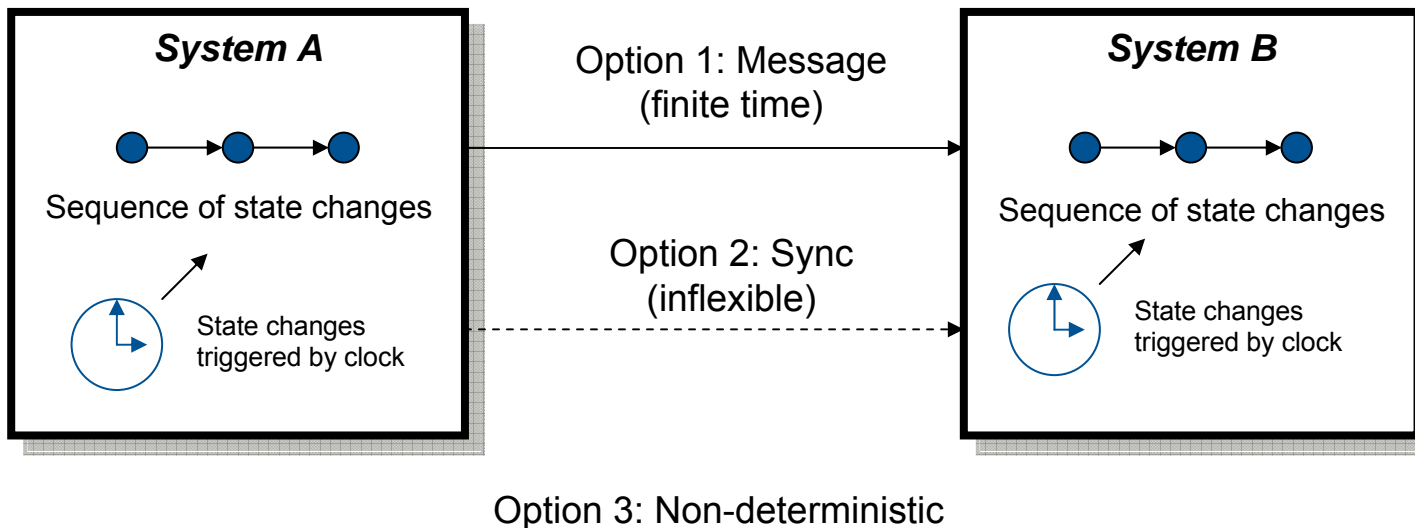 System A
Sequence of state changes
State changes
triggered by clock
Option 1: Message
(finite time)
Option 2: Sync
(inflexible)
System B
Sequence of state changes
State changes
triggered by clock
Option 3: Non-deterministic